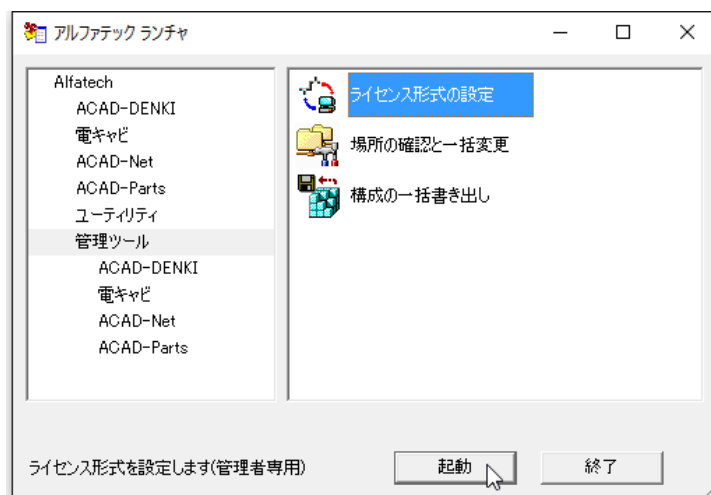 アルファテック ランチャ
Alfatech
ACAD-DENKI
電キャビ
ACAD-Net
ACAD-Parts
ユーティリティ
管理ツール
ACAD-DENKI
電キャビ
ACAD-Net
ACAD-Parts
ライセンス形式の設定
場所の確認と一括変更
構成の一括書き出し
ライセンス形式を設定します(管理者専用)
起動
終了